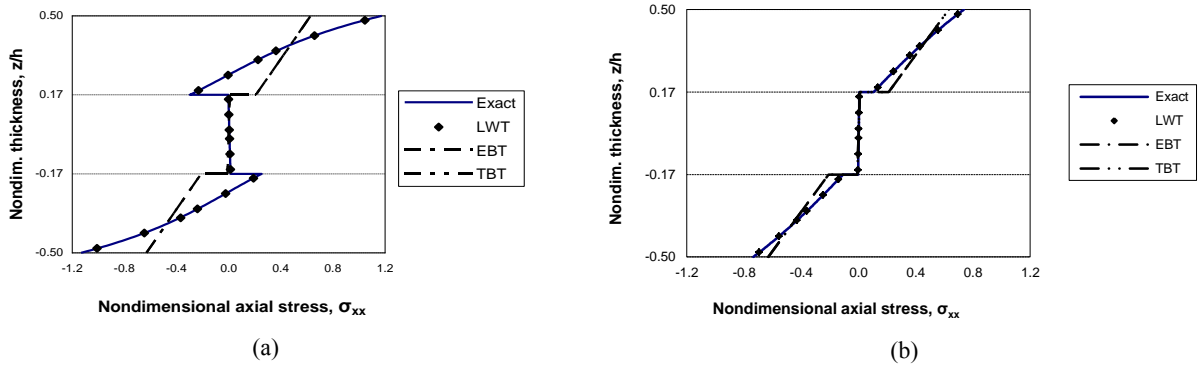 0.50
0.17
-0.17
-0.50
-1.2 -0.8 -0.4 0.0 0.4 0.8 1.2
Nondim. thickness, z/h
Nondimensional axial stress, σxx
Exact
LWT
EBT
TBT
(a)
0.50
0.17
-0.17
-0.50
-1.2 -0.8 -0.4 0.0 0.4 0.8 1.2
Nondim. thickness, z/h
Nondimensional axial stress, σxx
Exact
LWT
EBT
TBT
(b)